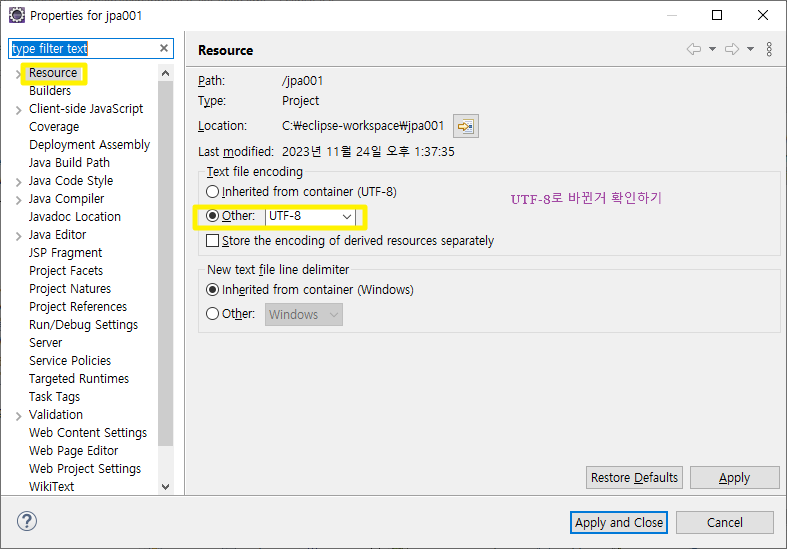 Properties for jpa001
type filter text
Resource
Builders
Client-side JavaScript
Coverage
Deployment Assembly
Java Build Path
Java Code Style
Java Compiler
Javadoc Location
Java Editor
JSP Fragment
Project Facets
Project Natures
Project References
Run/Debug Settings
Server
Service Policies
Targeted Runtimes
Task Tags
Validation
Web Content Settings
Web Page Editor
Web Project Settings
WikiText
Resource
Path: /jpa001
Type: Project
Location: C:₩eclipse-workspace₩jpa001
Last modified: 2023년 11월 24일 오후 1:37:35
Text file encoding
Inherited from container (UTF-8)
Other: UTF-8
UTF-8로 바뀐거 확인하기
Store the encoding of derived resources separately
New text file line delimiter
Inherited from container (Windows)
Other: Windows
Restore Defaults Apply
? Apply and Close Cancel